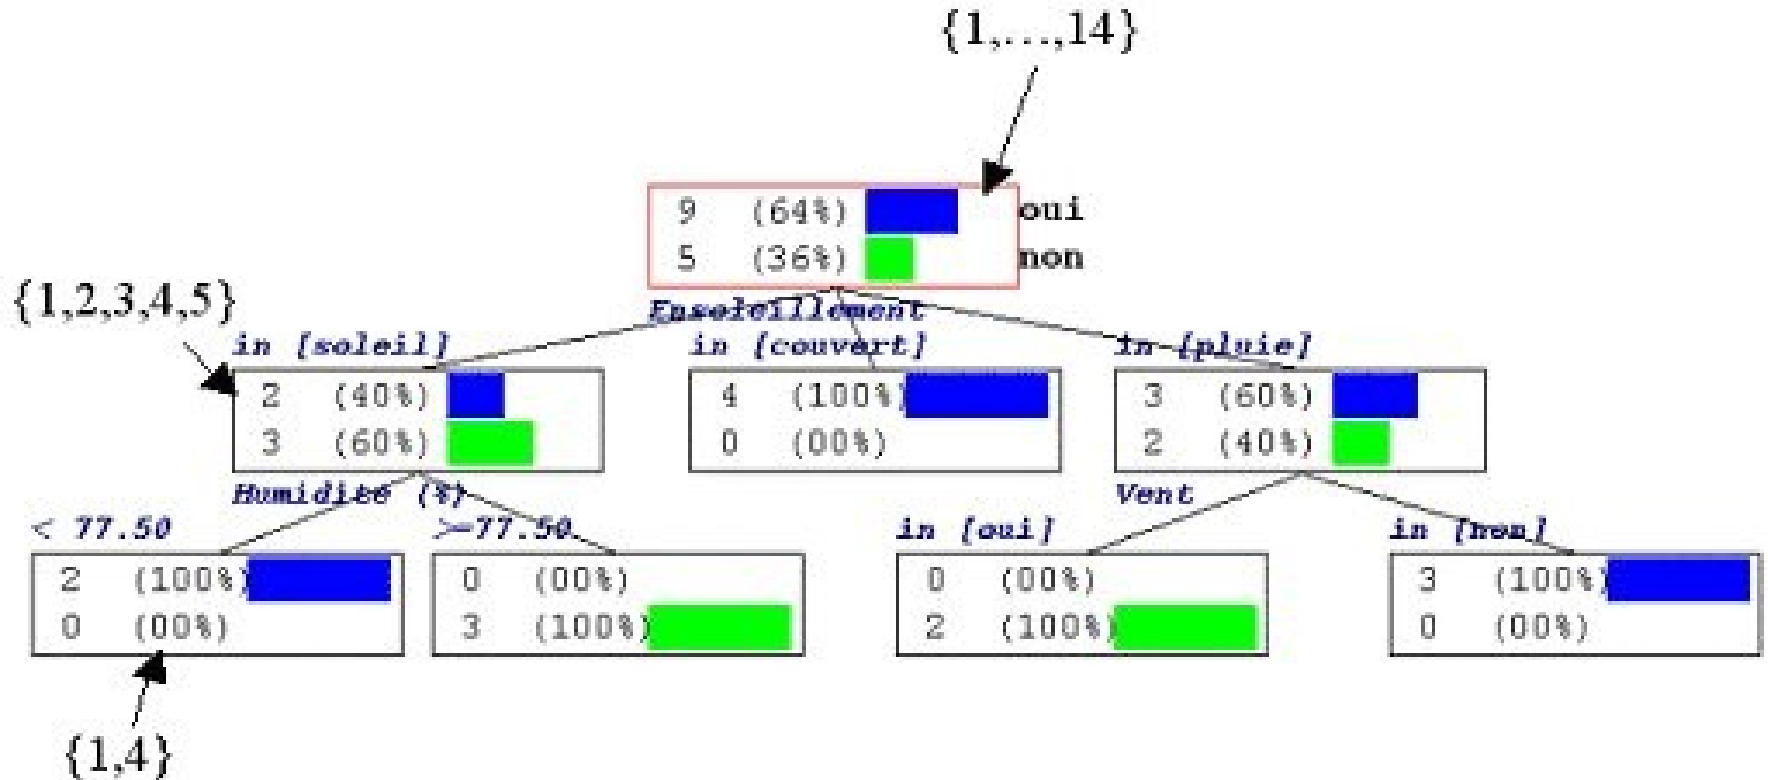 {1,…,14}
9 (64%) oui
5 (36%) non
{1,2,3,4,5}
Ensoleillement
in [soleil] in [couvert] in [pluie]
2 (40%) 4 (100%) 3 (60%)
3 (60%) 0 (00%) 2 (40%)
Humidité (%) Vent
< 77.50 >=77.50 in [oui] in [non]
2 (100%) 0 (00%) 0 (00%) 3 (100%)
0 (00%) 3 (100%) 2 (100%) 0 (00%)
{1,4}